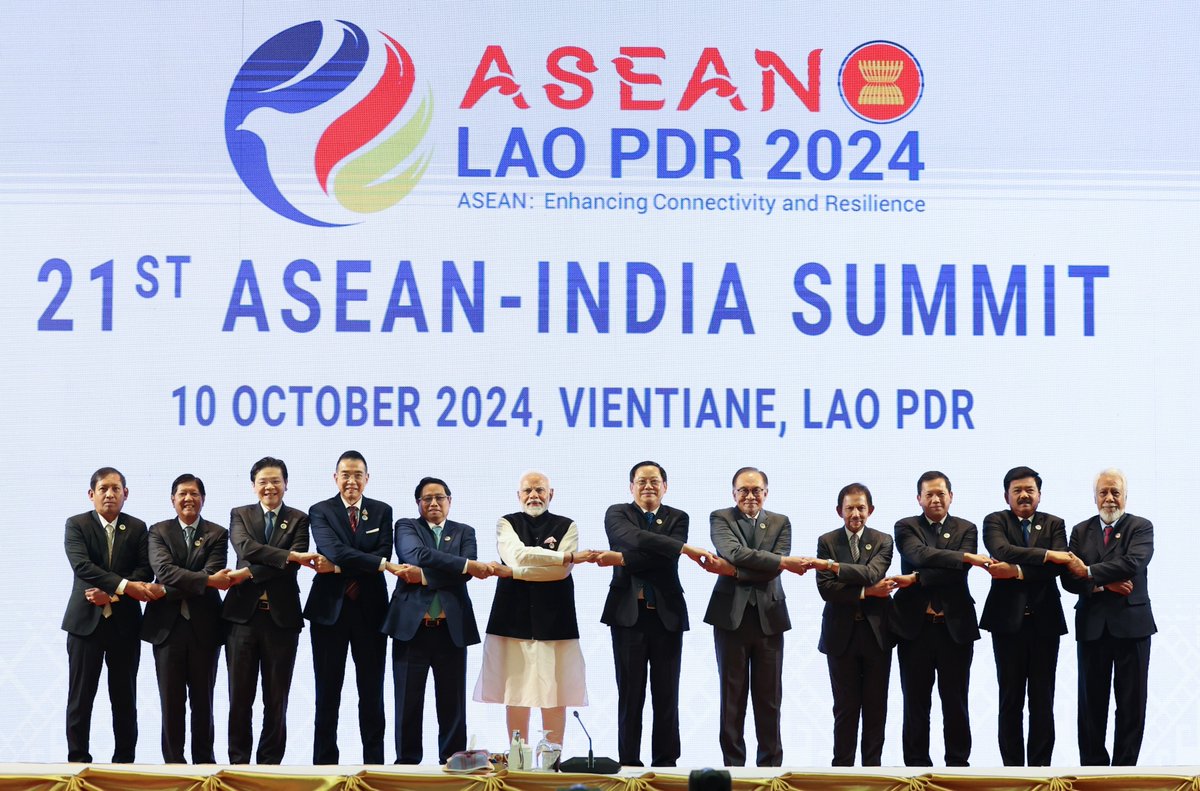 ASEAN
LAO PDR 2024
ASEAN: Enhancing Connectivity and Resilience
21ST ASEAN-INDIA SUMMIT
10 OCTOBER 2024, VIENTIANE, LAO PDR